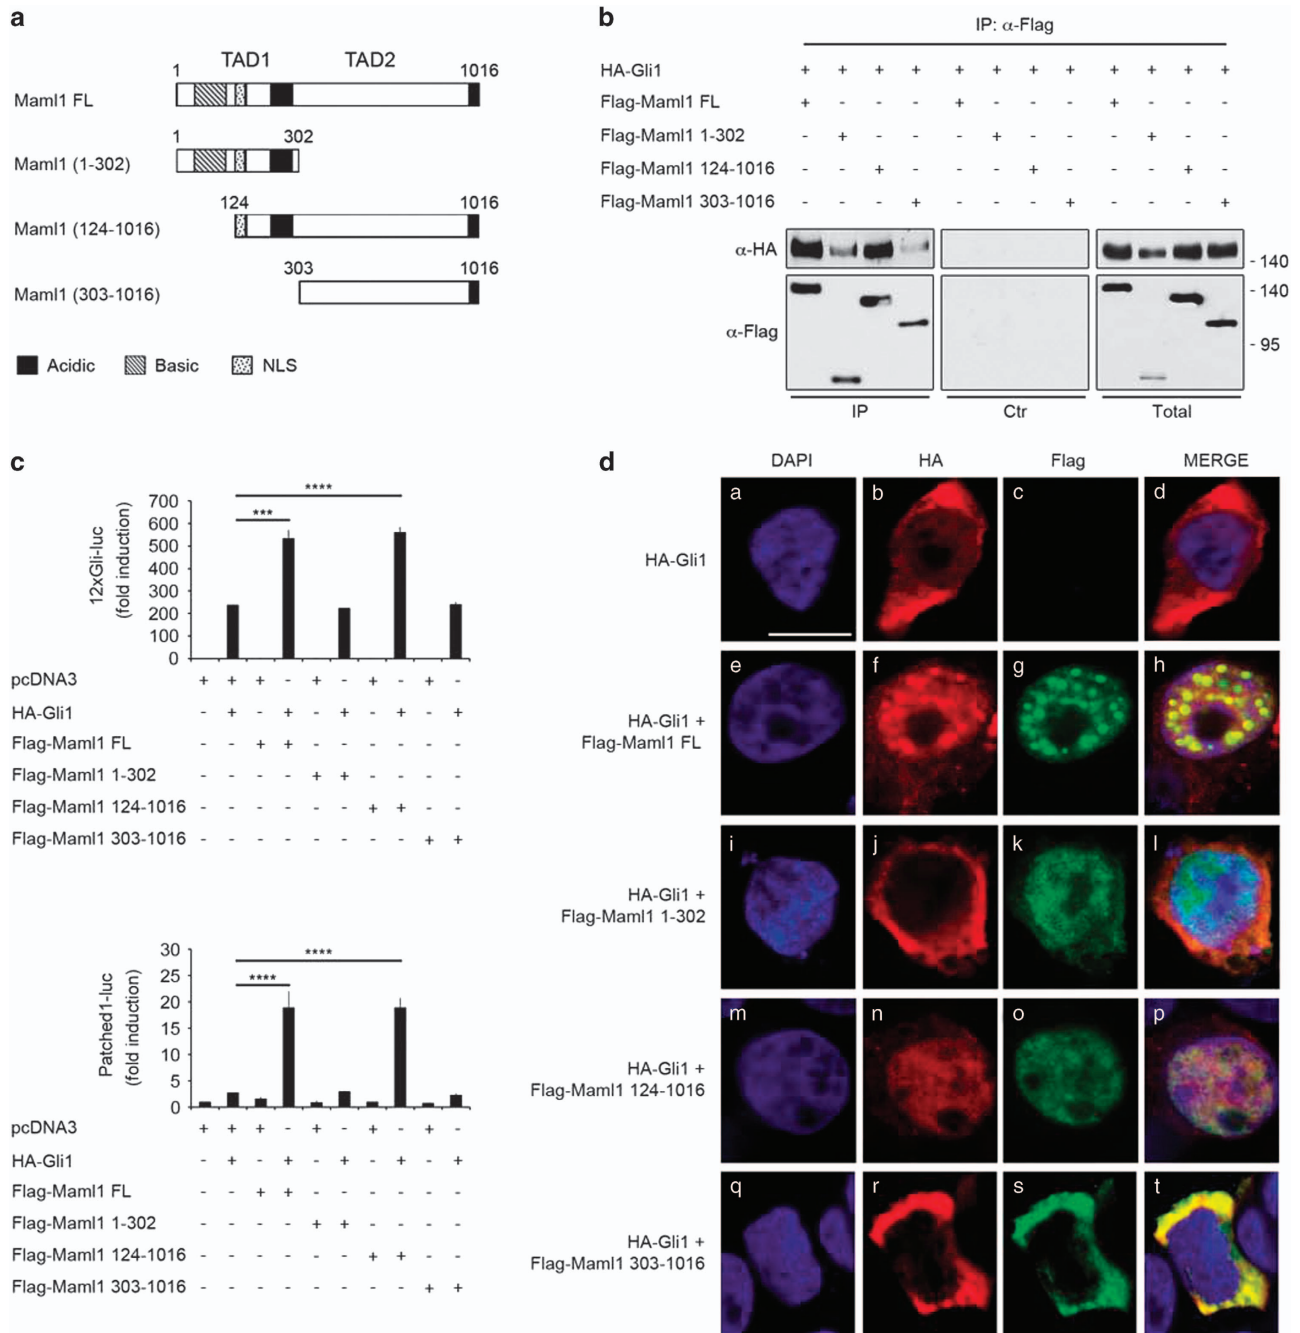 a
TAD1 TAD2
1 1016
Maml1 FL
1 302
Maml1 (1-302)
124 1016
Maml1 (124-1016)
303 1016
Maml1 (303-1016)
Acidic Basic NLS
b
IP: α-Flag
HA-Gli1 + + + + + + + + + + + +
Flag-Maml1 FL + - - - + - - - + - - -
Flag-Maml1 1-302 - + - - - + - - - + - -
Flag-Maml1 124-1016 - - + - - - + - - - + -
Flag-Maml1 303-1016 - - - + - - - + - - - +
α-HA
- 140
- 140
α-Flag
- 95
IP Ctr Total
c
12xGli-luc
(fold induction)
700
600
500
400
300
200
100
0
****
***
pcDNA3 + + + - + - + - + -
HA-Gli1 - + - + - + - + - +
Flag-Maml1 FL - - + + - - - - - -
Flag-Maml1 1-302 - - - - + + - - - -
Flag-Maml1 124-1016 - - - - - - + + - -
Flag-Maml1 303-1016 - - - - - - - - + +
Patched1-luc
(fold induction)
30
25
20
15
10
5
0
****
****
pcDNA3 + + + - + - + - + -
HA-Gli1 - + - + - + - + - +
Flag-Maml1 FL - - + + - - - - - -
Flag-Maml1 1-302 - - - - + + - - - -
Flag-Maml1 124-1016 - - - - - - + + - -
Flag-Maml1 303-1016 - - - - - - - - + +
d
DAPI HA Flag MERGE
HA-Gli1
a b c d
HA-Gli1 +
Flag-Maml1 FL
e f g h
HA-Gli1 +
Flag-Maml1 1-302
i j k l
HA-Gli1 +
Flag-Maml1 124-1016
m n o p
HA-Gli1 +
Flag-Maml1 303-1016
q r s t